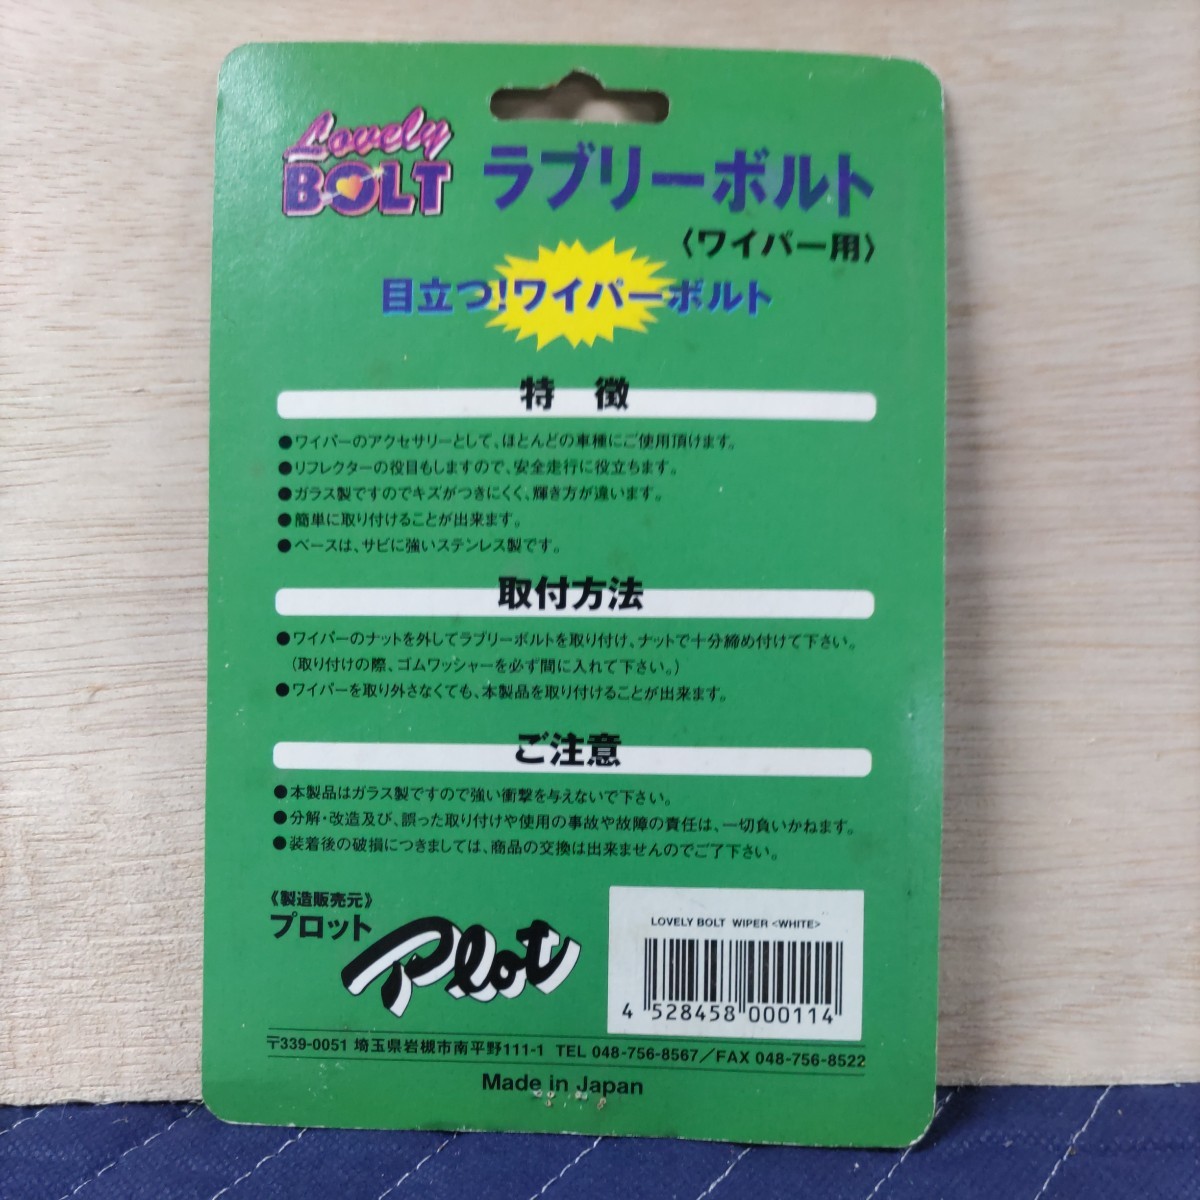 Lovely
BOLT
ラブリーボルト
〈ワイパー用〉
目立つ!ワイパーボルト
特 徴
●ワイパーのアクセサリーとして、ほとんどの車種にご使用頂けます。
●リフレクターの役目もしますので、安全走行に役立ちます。
●ガラス製ですのでキズがつきにくく、輝き方が違います。
●簡単に取り付けることが出来ます。
●ベースは、サビに強いステンレス製です。
取付方法
●ワイパーのナットを外してラブリーボルトを取り付け、ナットで十分締め付けて下さい。
(取り付けの際、ゴムワッシャーを必ず間に入れて下さい。)
●ワイパーを取り外さなくても、本製品を取り付けることが出来ます。
ご注意
●本製品はガラス製ですので強い衝撃を与えないで下さい。
●分解・改造及び、誤った取り付けや使用の事故や故障の責任は、一切負いかねます。
●装着後の破損につきましては、商品の交換は出来ませんのでご了下さい。
《製造販売元》
プロット
Plot
LOVELY BOLT WIPER <WHITE>
4 528458 000114
〒339-0051 埼玉県岩槻市南平野111-1 TEL 048-756-8567／FAX 048-756-8522
Made in Japan